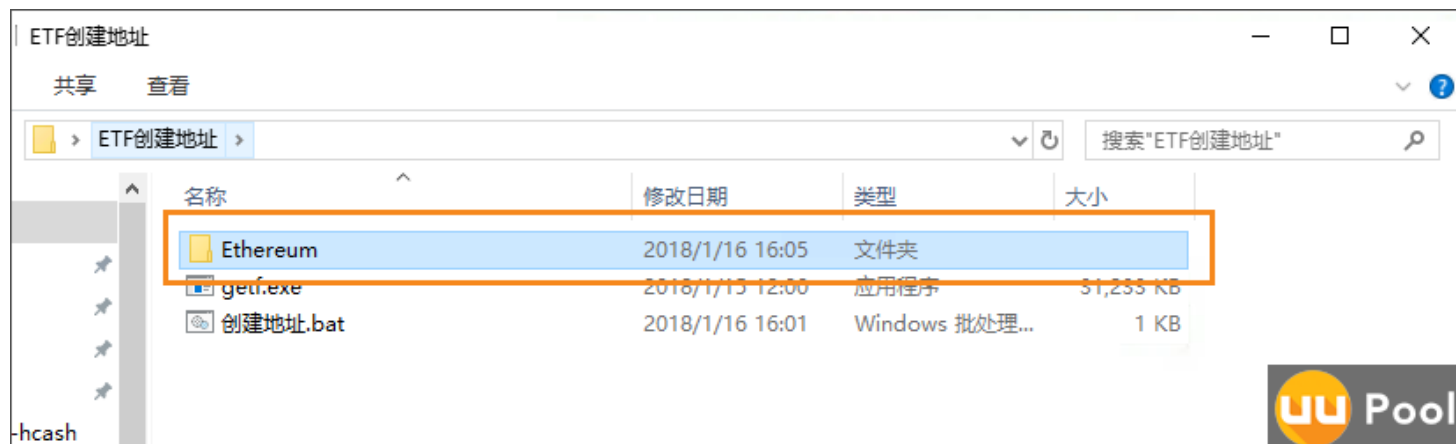 ETF创建地址
共享 查看
ETF创建地址 搜索"ETF创建地址"
名称 修改日期 类型 大小
Ethereum 2018/1/16 16:05 文件夹
getf.exe 2018/1/15 12:00 应用程序 31,233 KB
创建地址.bat 2018/1/16 16:01 Windows 批处理... 1 KB
UU Pool
-hcash